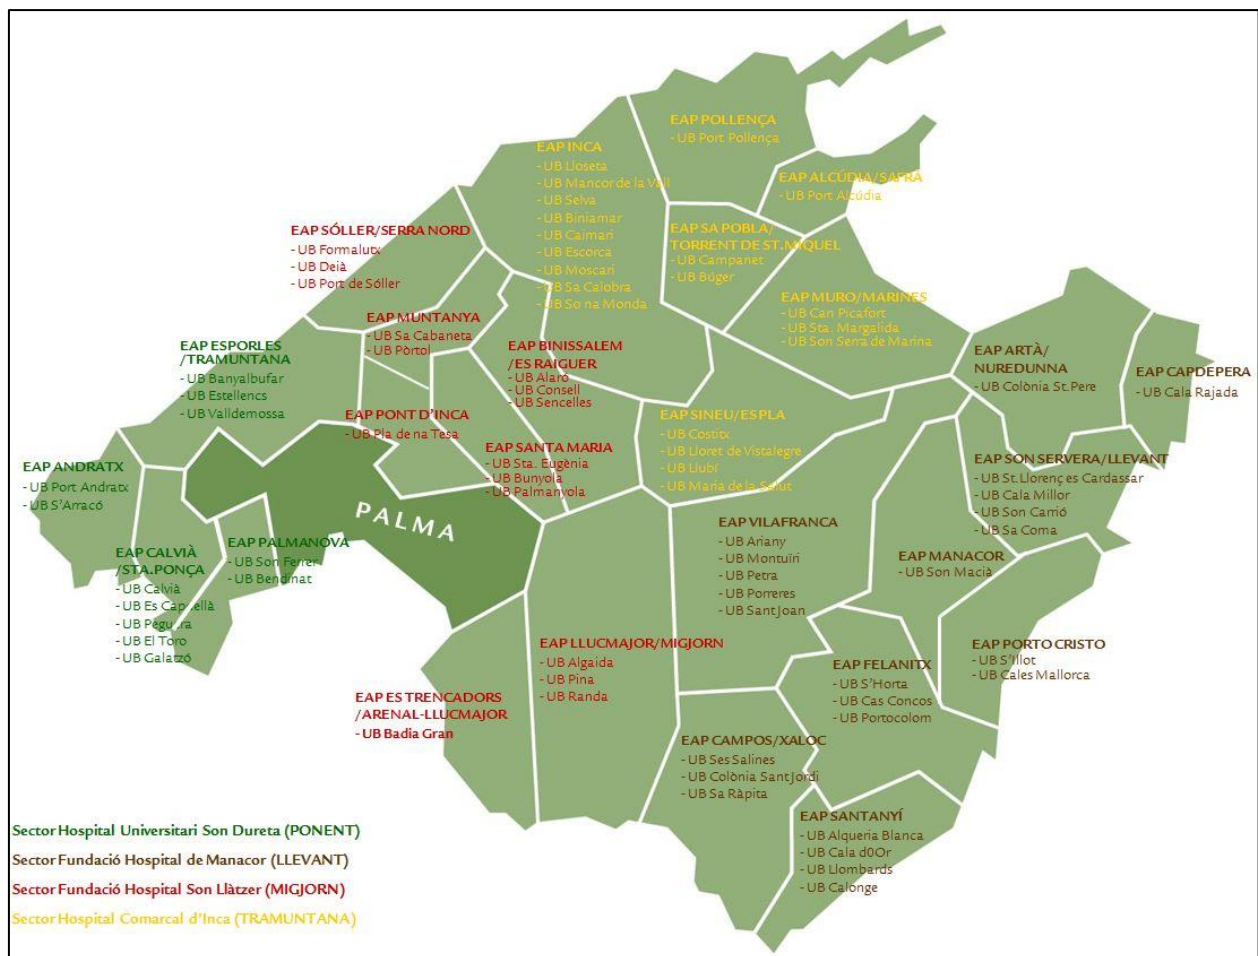 EAP POLLENÇA
- UB Port Pollença
EAP INCA
- UB Lloseta
- UB Mancor de la Vall
- UB Selva
- UB Biniamar
- UB Caimari
- UB Escorca
- UB Moscari
- UB Sa Calobra
- UB So na Monda
EAP ALCÚDIA/SAFRÀ
- UB Port Alcúdia
EAP SÓLLER/SERRA NORD
- UB Fornalutx
- UB Deià
- UB Port de Sóller
EAP SA POBLA/
TORRENT DE ST.MIQUEL
- UB Campanet
- UB Búger
EAP MURO/MARINES
- UB Can Picafort
- UB Sta. Margalida
- UB Son Serra de Marina
EAP MUNTANYA
- UB Sa Cabaneta
- UB Pòrtol
EAP ESPORLES
/TRAMUNTANA
- UB Banyalbufar
- UB Estellencs
- UB Valldemossa
EAP BINISSALEM
/ES RAIGUER
- UB Alaró
- UB Consell
- UB Sencelles
EAP ARTÀ/
NUREDUNNA
- UB Colònia St.Pere
EAP CAPDEPERA
- UB Cala Rajada
EAP PONT D'INCA
- UB Pla de na Tesa
EAP SINEU/ESPLA
- UB Costitx
- UB Lloret de Vistalegre
- UB Llubí
- UB Maria de la Salut
EAP SANTA MARIA
- UB Sta. Eugènia
- UB Bunyola
- UB Palmanyola
EAP ANDRATX
- UB Port Andratx
- UB S'Arracó
EAP SON SERVERA/LLEVANT
- UB St.Llorenç es Cardassar
- UB Cala Millor
- UB Son Carrió
- UB Sa Coma
PALMA
EAP CALVIÀ
/STA.PONÇA
- UB Calvià
- UB Es Cap ellà
- UB Peguera
- UB El Toro
- UB Galatzó
EAP PALMANOVA
- UB Son Ferrer
- UB Bendinat
EAP VILAFRANCA
- UB Ariany
- UB Montuïri
- UB Petra
- UB Porreres
- UB Sant Joan
EAP MANACOR
- UB Son Macià
EAP LLUCMAJOR/MIGJORN
- UB Algaida
- UB Pina
- UB Randa
EAP PORTO CRISTO
- UB S'Illot
- UB Cales Mallorca
EAP FELANITX
- UB S'Horta
- UB Cas Concos
- UB Portocolom
EAP ES TRENCADORS
/ARENAL-LLUCMAJOR
- UB Badia Gran
EAP CAMPOS/XALOC
- UB Ses Salines
- UB Colònia Sant Jordi
- UB Sa Ràpita
EAP SANTANYÍ
- UB Alqueria Blanca
- UB Cala d0Or
- UB Llombards
- UB Calonge
Sector Hospital Universitari Son Dureta (PONENT)
Sector Fundació Hospital de Manacor (LLEVANT)
Sector Fundació Hospital Son Llàtzer (MIGJORN)
Sector Hospital Comarcal d'Inca (TRAMUNTANA)